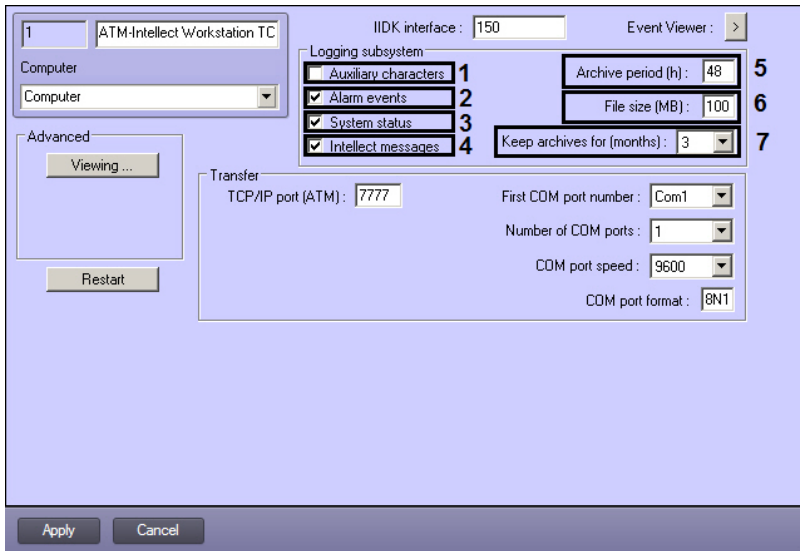 1 ATM-Intellect Workstation TC IIDK interface : 150 Event Viewer : >
Computer
Computer
Logging subsystem
Auxiliary characters 1 Archive period (h) : 48 5
Alarm events 2 File size (MB) : 100 6
System status 3
Intellect messages 4 Keep archives for (months) : 3 7
Advanced
Viewing ...
Restart
Transfer
TCP/IP port (ATM) : 7777 First COM port number : Com1
Number of COM ports : 1
COM port speed : 9600
COM port format : 8N1
Apply Cancel